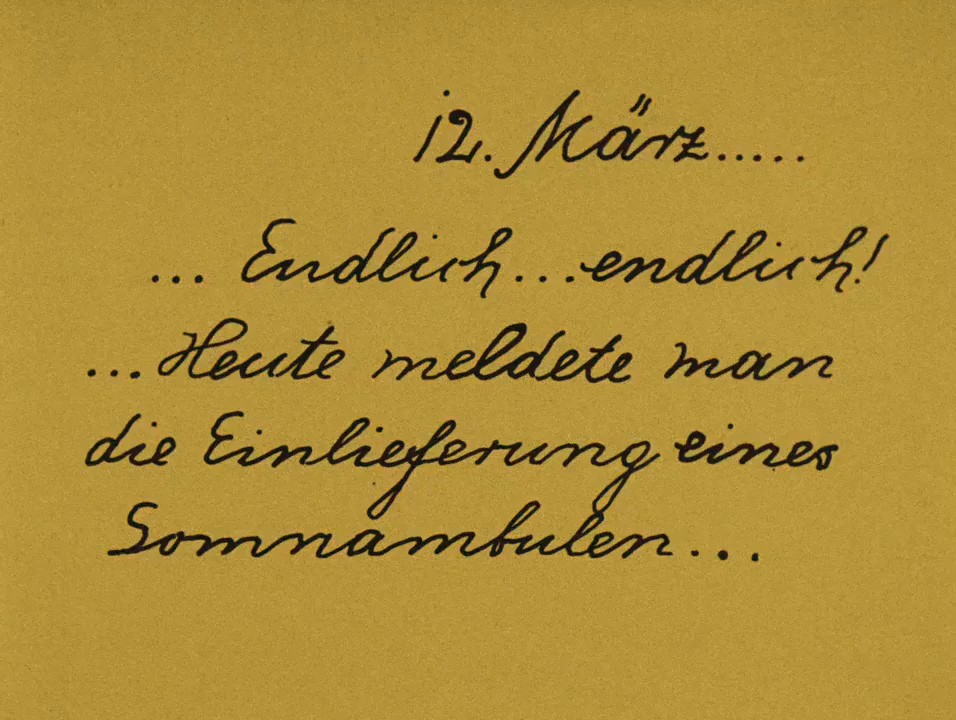 12. März.....
... Endlich... endlich!
... Heute meldete man
die Einlieferung eines
Somnambulen...